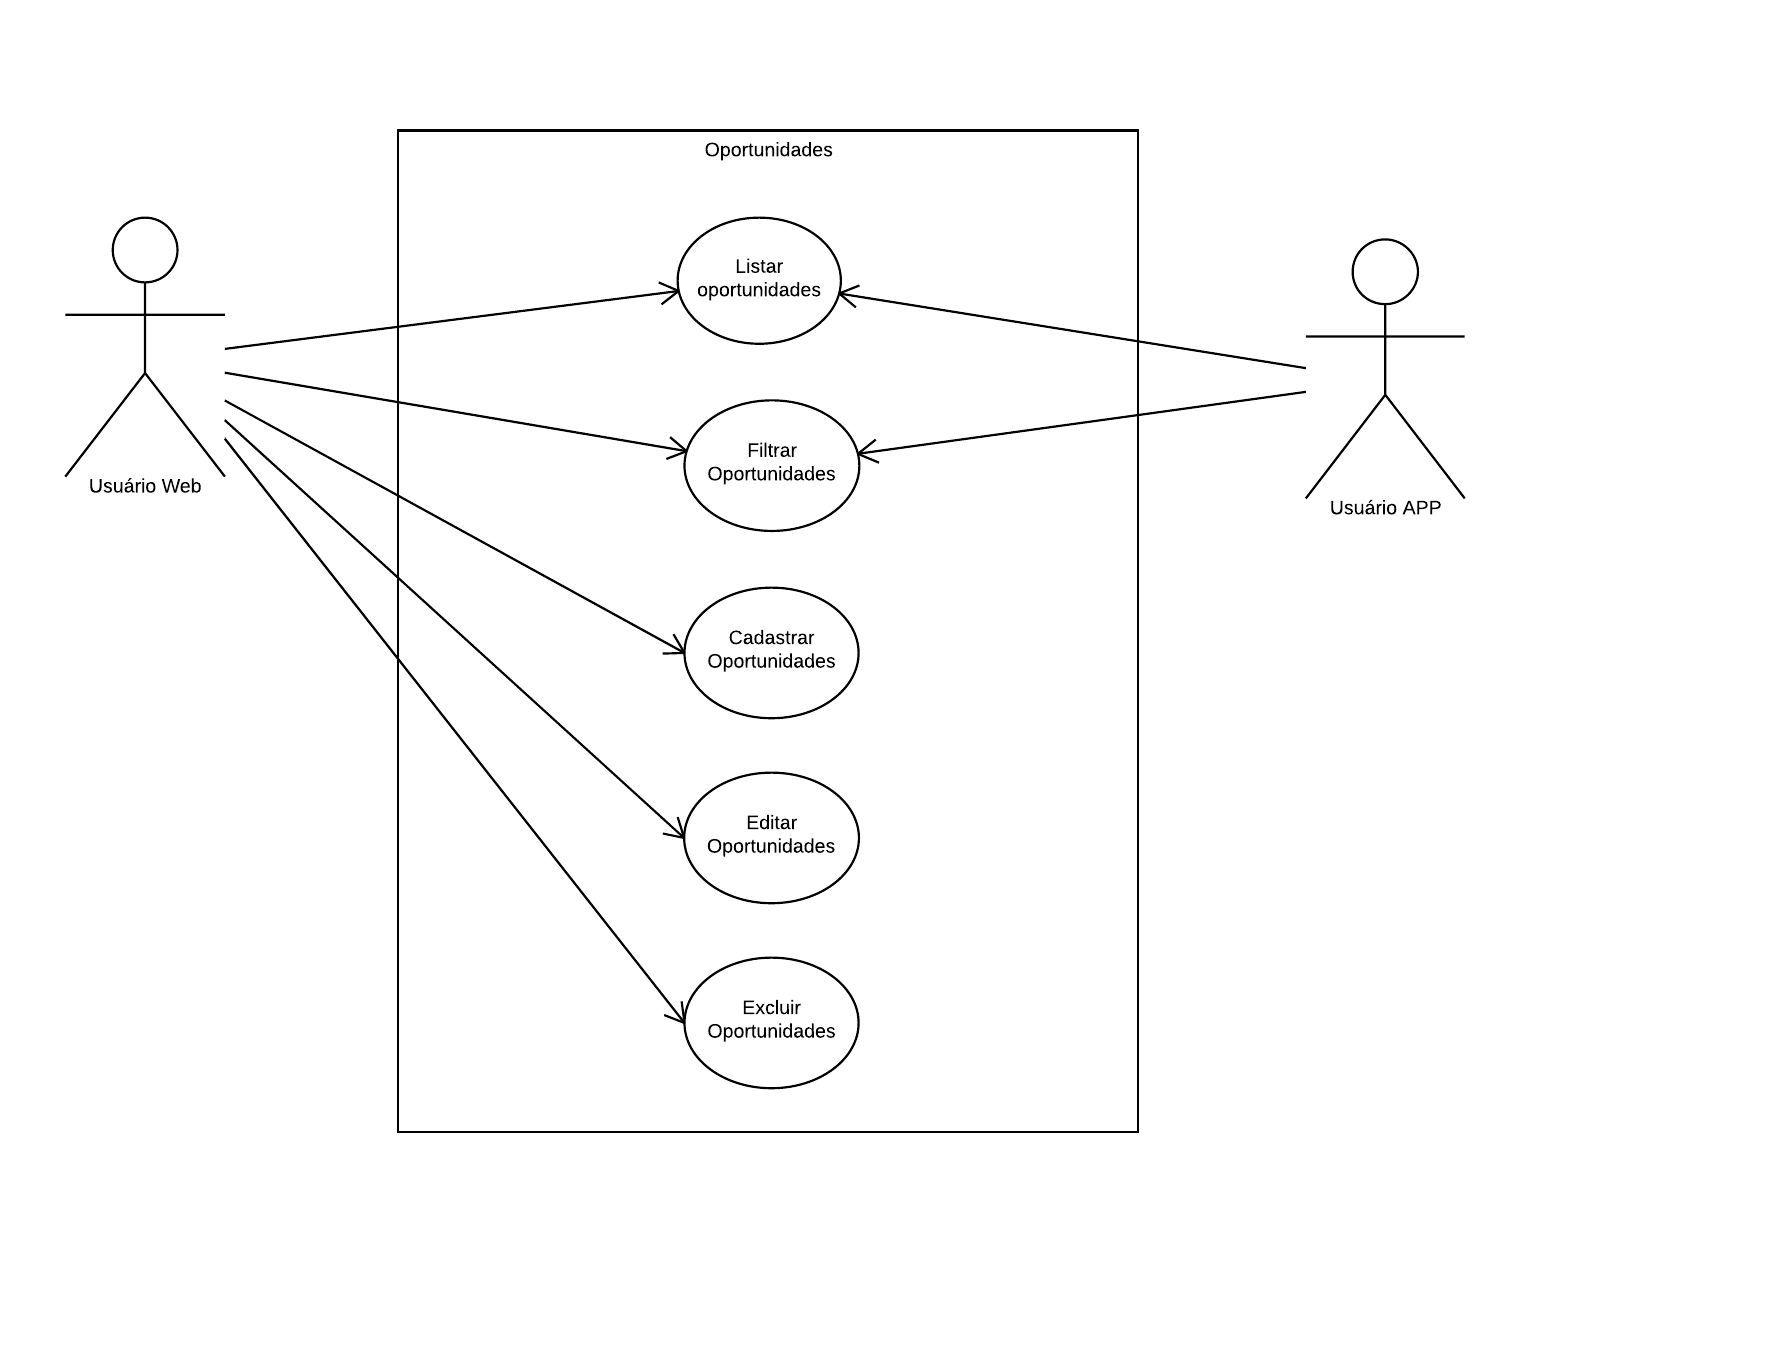 Oportunidades
Listar
oportunidades
Filtrar
Oportunidades
Usuário Web
Usuário APP
Cadastrar
Oportunidades
Editar
Oportunidades
Excluir
Oportunidades